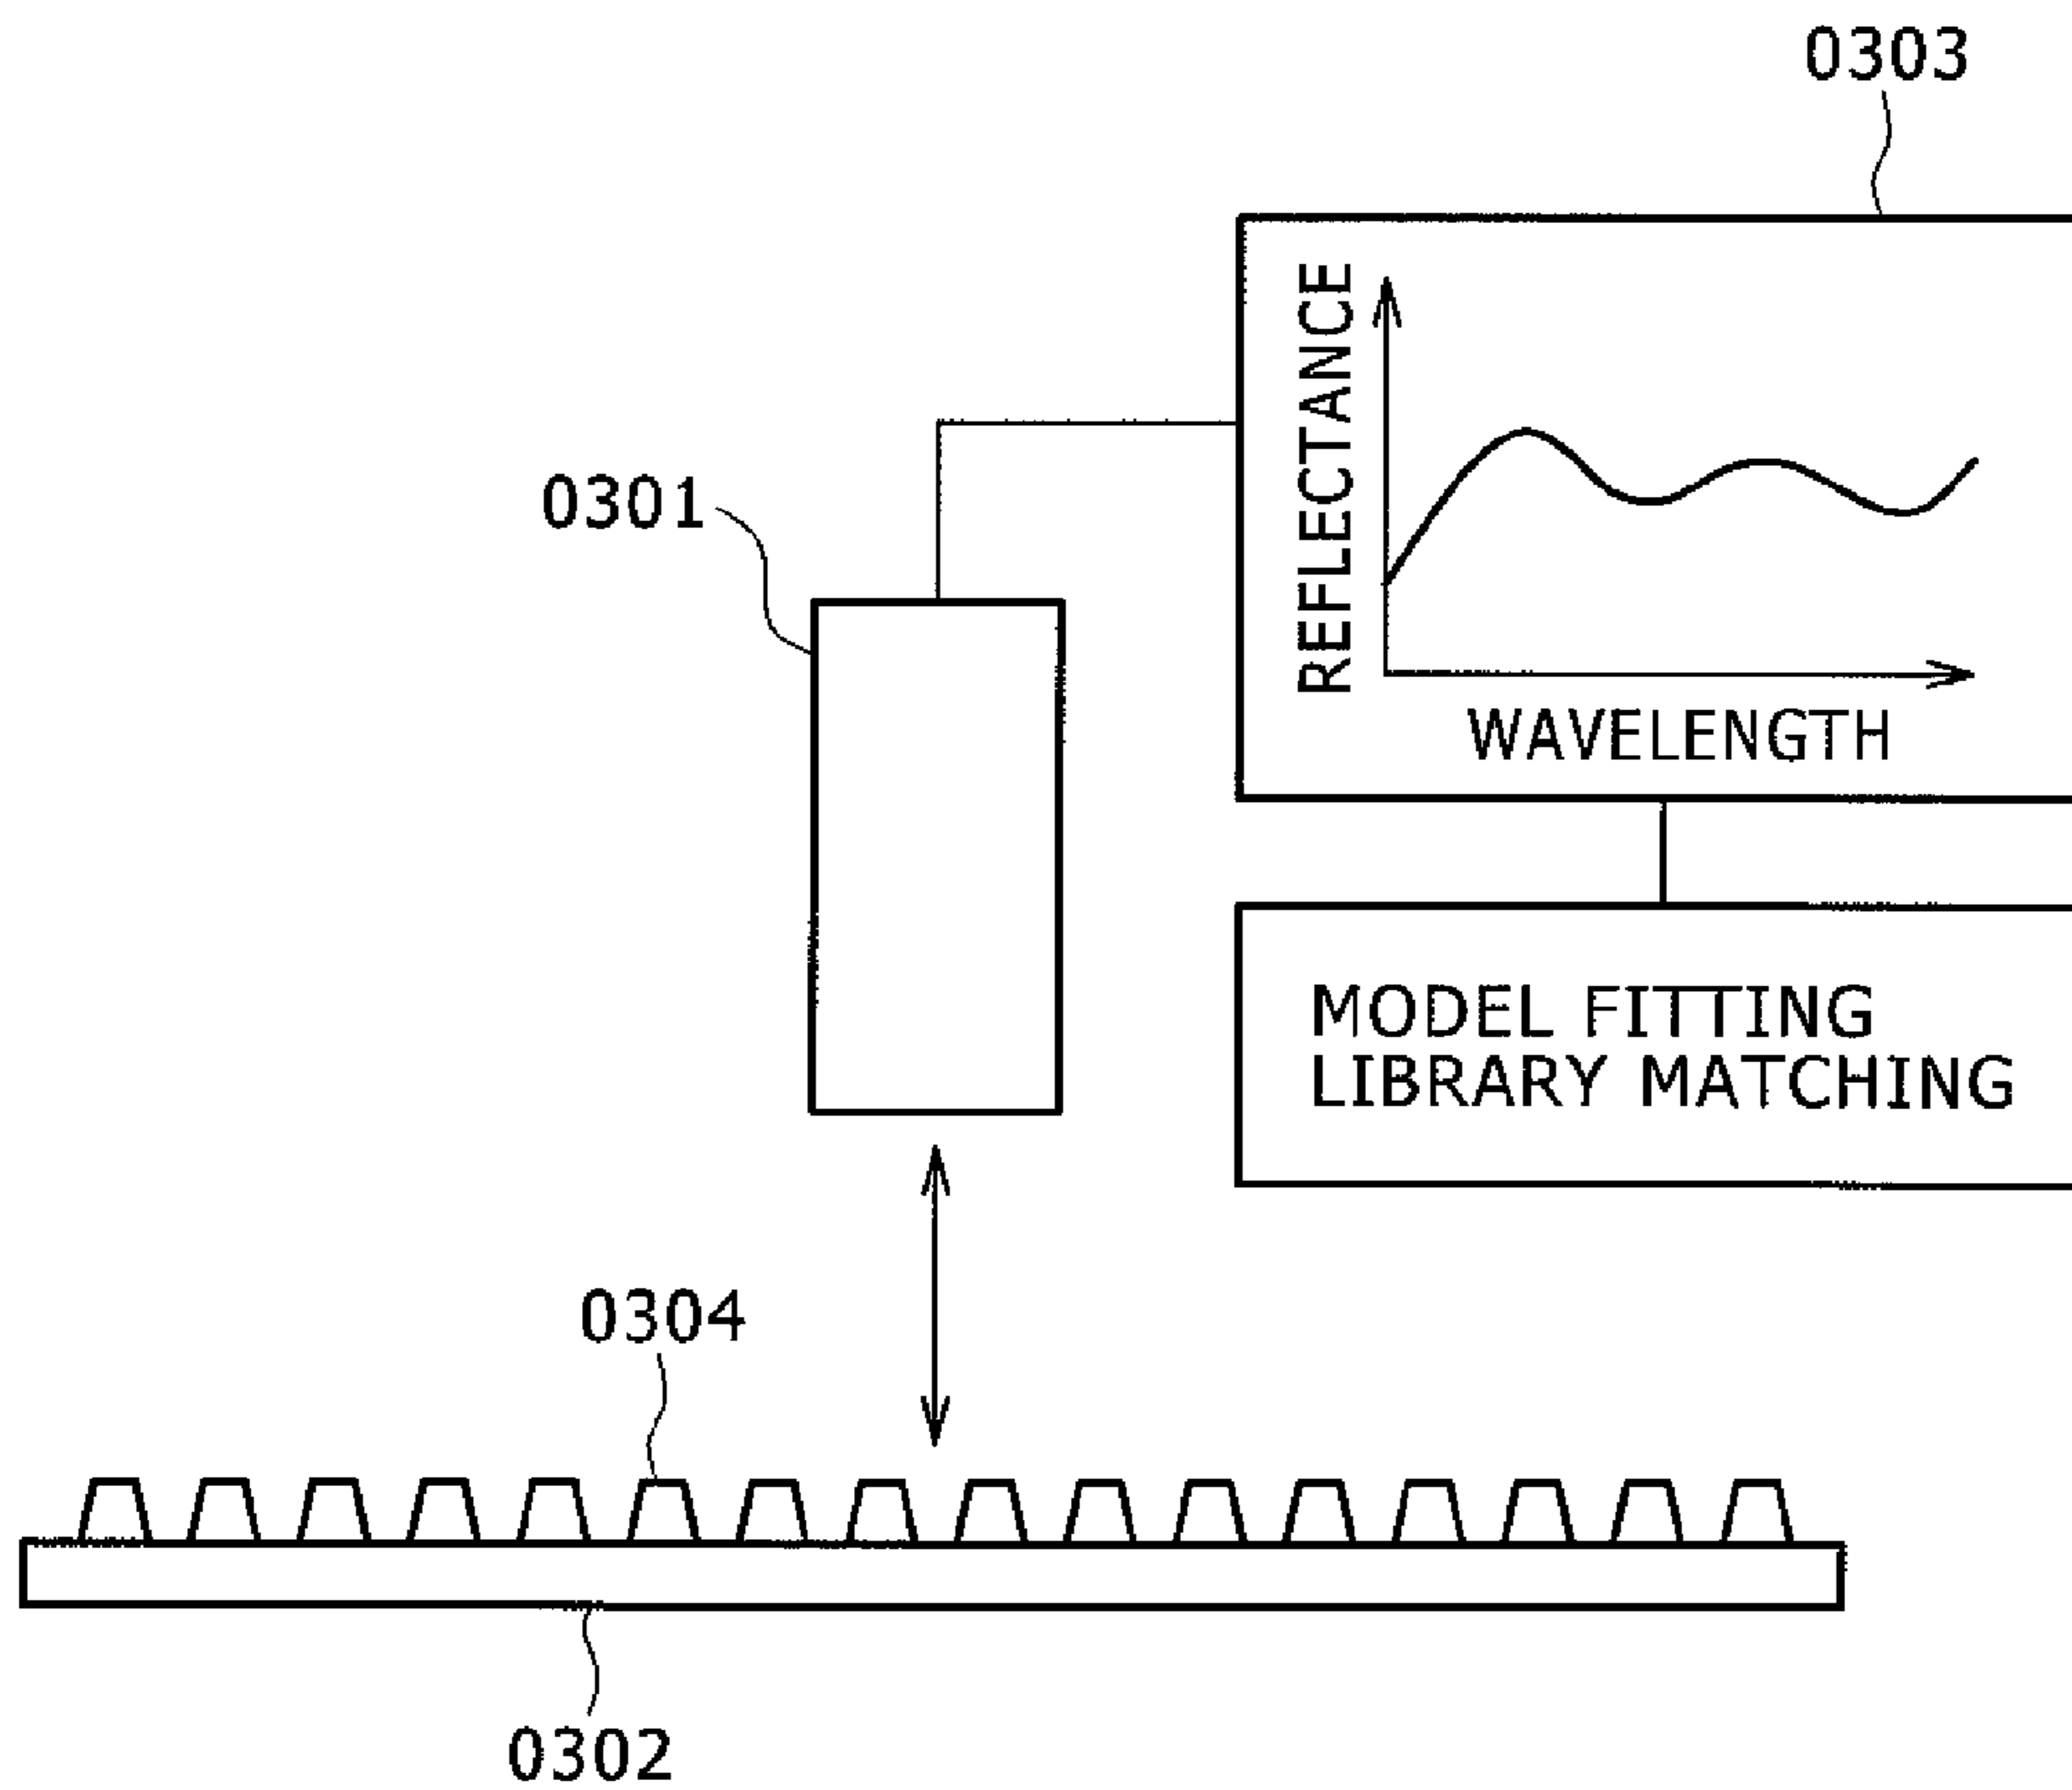 0303
REFLECTANCE
0301
WAVELENGTH
MODEL FITTING
LIBRARY MATCHING
0304
0302